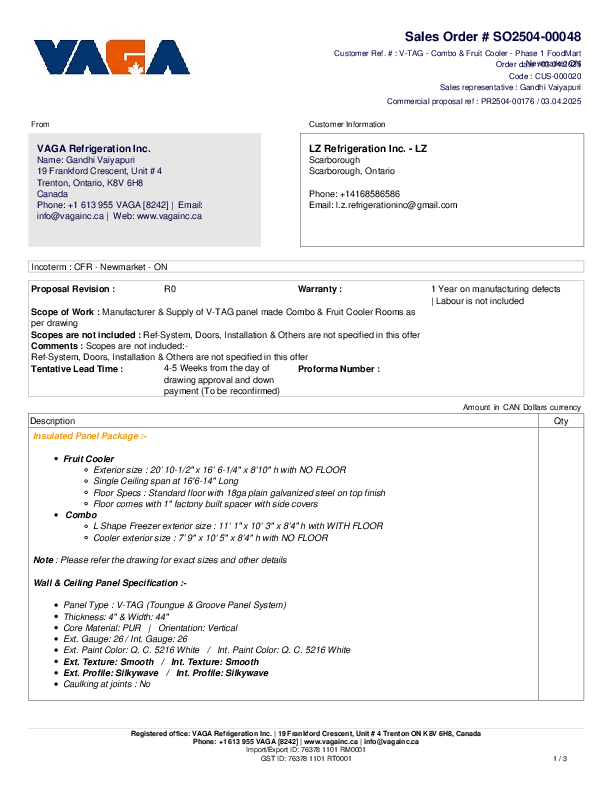 VAGA
Sales Order # SO2504-00048
Customer Ref. # : V-TAG - Combo & Fruit Cooler - Phase 1 FoodMart
Newmarket ON
Order date : 03.04.2025
Code : CUS-000020
Sales representative : Gandhi Vaiyapuri
Commercial proposal ref : PR2504-00176 / 03.04.2025
From
Customer Information
VAGA Refrigeration Inc.
Name: Gandhi Vaiyapuri
19 Frankford Crescent, Unit # 4
Trenton, Ontario, K8V 6H8
Canada
Phone: +1 613 955 VAGA [8242] | Email:
info@vagainc.ca | Web: www.vagainc.ca
LZ Refrigeration Inc. - LZ
Scarborough
Scarborough, Ontario
Phone: +14168586586
Email: l.z.refrigerationinc@gmail.com
Incoterm : CFR - Newmarket - ON
Proposal Revision : R0 Warranty : 1 Year on manufacturing defects
| Labour is not included
Scope of Work : Manufacturer & Supply of V-TAG panel made Combo & Fruit Cooler Rooms as
per drawing
Scopes are not included : Ref-System, Doors, Installation & Others are not specified in this offer
Comments : Scopes are not included:-
Ref-System, Doors, Installation & Others are not specified in this offer
Tentative Lead Time : 4-5 Weeks from the day of Proforma Number :
drawing approval and down
payment (To be reconfirmed)
Amount in CAN Dollars currency
Description Qty
Insulated Panel Package :-
• Fruit Cooler
Exterior size : 20' 10-1/2" x 16' 6-1/4" x 8'10" h with NO FLOOR
Single Ceiling span at 16'6-14" Long
Floor Specs : Standard floor with 18ga plain galvanized steel on top finish
Floor comes with 1" factory built spacer with side covers
• Combo
L Shape Freezer exterior size : 11' 1" x 10' 3" x 8'4" h with WITH FLOOR
Cooler exterior size : 7' 9" x 10' 5" x 8'4" h with NO FLOOR
Note : Please refer the drawing for exact sizes and other details
Wall & Ceiling Panel Specification :-
• Panel Type : V-TAG (Toungue & Groove Panel System)
• Thickness: 4" & Width: 44"
• Core Material: PUR | Orientation: Vertical
• Ext. Gauge: 26 / Int. Gauge: 26
• Ext. Paint Color: Q. C. 5216 White / Int. Paint Color: Q. C. 5216 White
• Ext. Texture: Smooth / Int. Texture: Smooth
• Ext. Profile: Silkywave / Int. Profile: Silkywave
• Caulking at joints : No
Registered office: VAGA Refrigeration Inc. | 19 Frankford Crescent, Unit # 4 Trenton ON K8V 6H8, Canada
Phone: +1 613 955 VAGA [8242] | www.vagainc.ca | info@vagainc.ca
Import/Export ID: 76378 1101 RM0001
GST ID: 76378 1101 RT0001
1 / 3